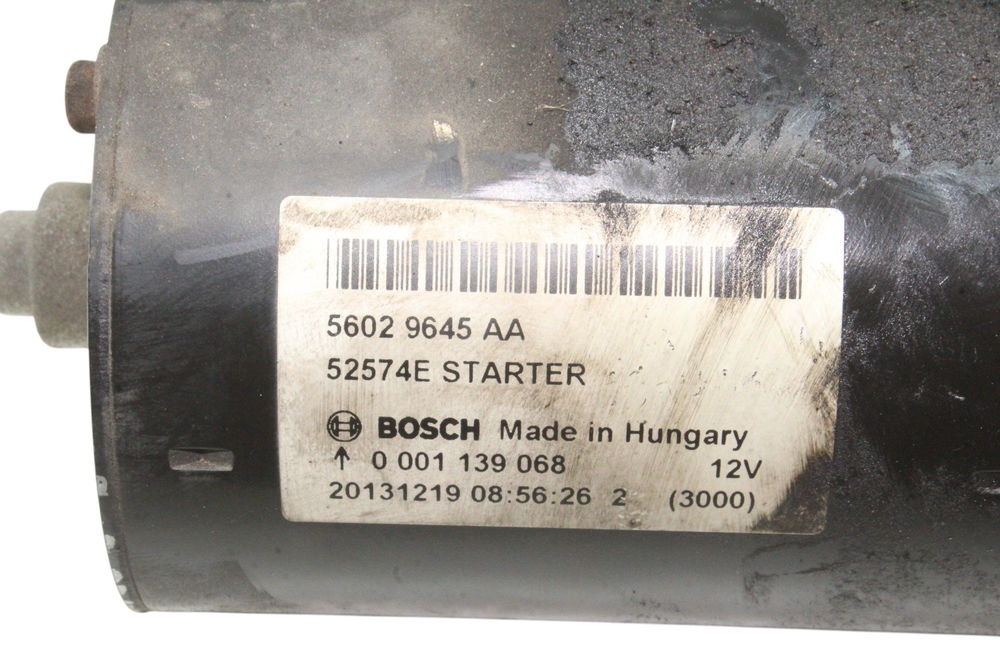 5602 9645 AA
52574E STARTER
BOSCH Made in Hungary
↑ 0 001 139 068 12V
20131219 08:56:26 2 (3000)